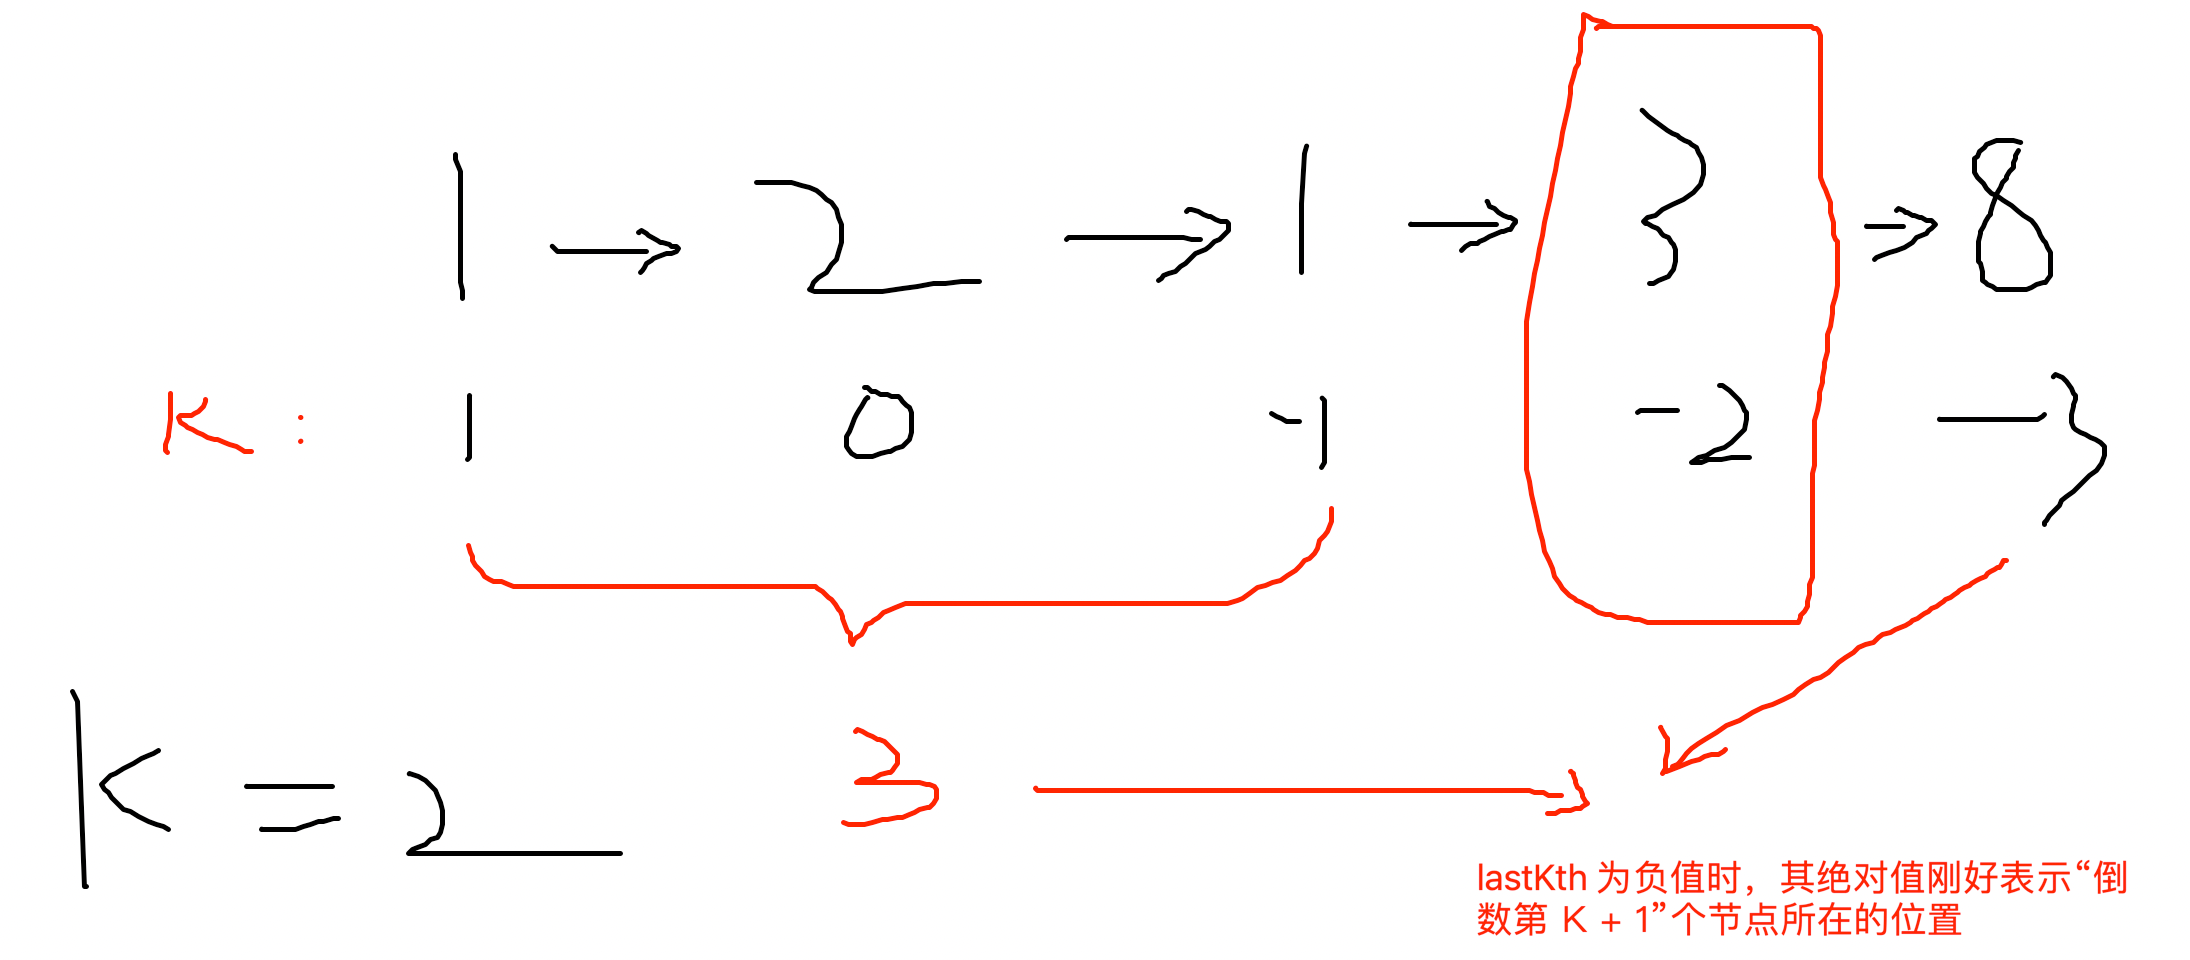 1 → 2 → 1 → 3 → 8
K : 1 0 -1 -2 -3
K = 2 3 →
lastKth 为负值时，其绝对值刚好表示“倒
数第 K + 1”个节点所在的位置